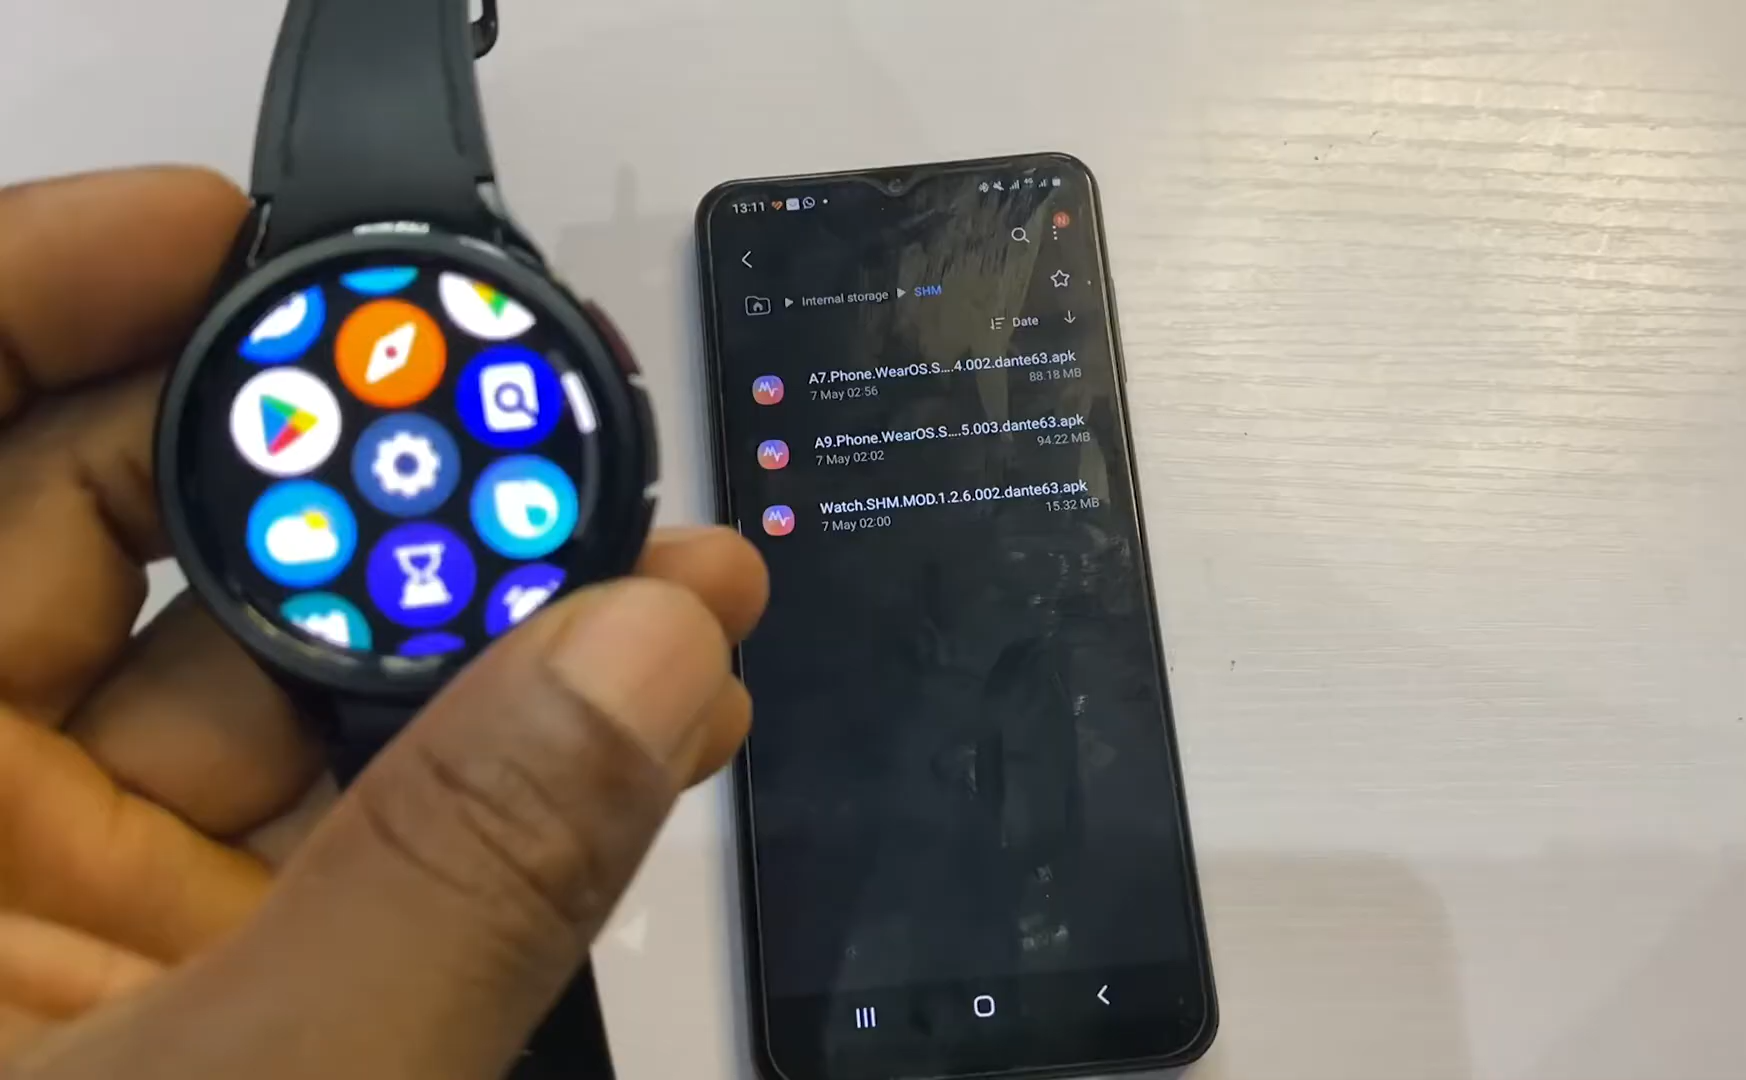 13:11
Internal storage SHM
Date
A7.Phone.WearOS.S....4.002.dante63.apk
7 May 02:56 88.18 MB
A9.Phone.WearOS.S....5.003.dante63.apk
7 May 02:02 94.22 MB
Watch.SHM.MOD.1.2.6.002.dante63.apk
7 May 02:00 15.32 MB